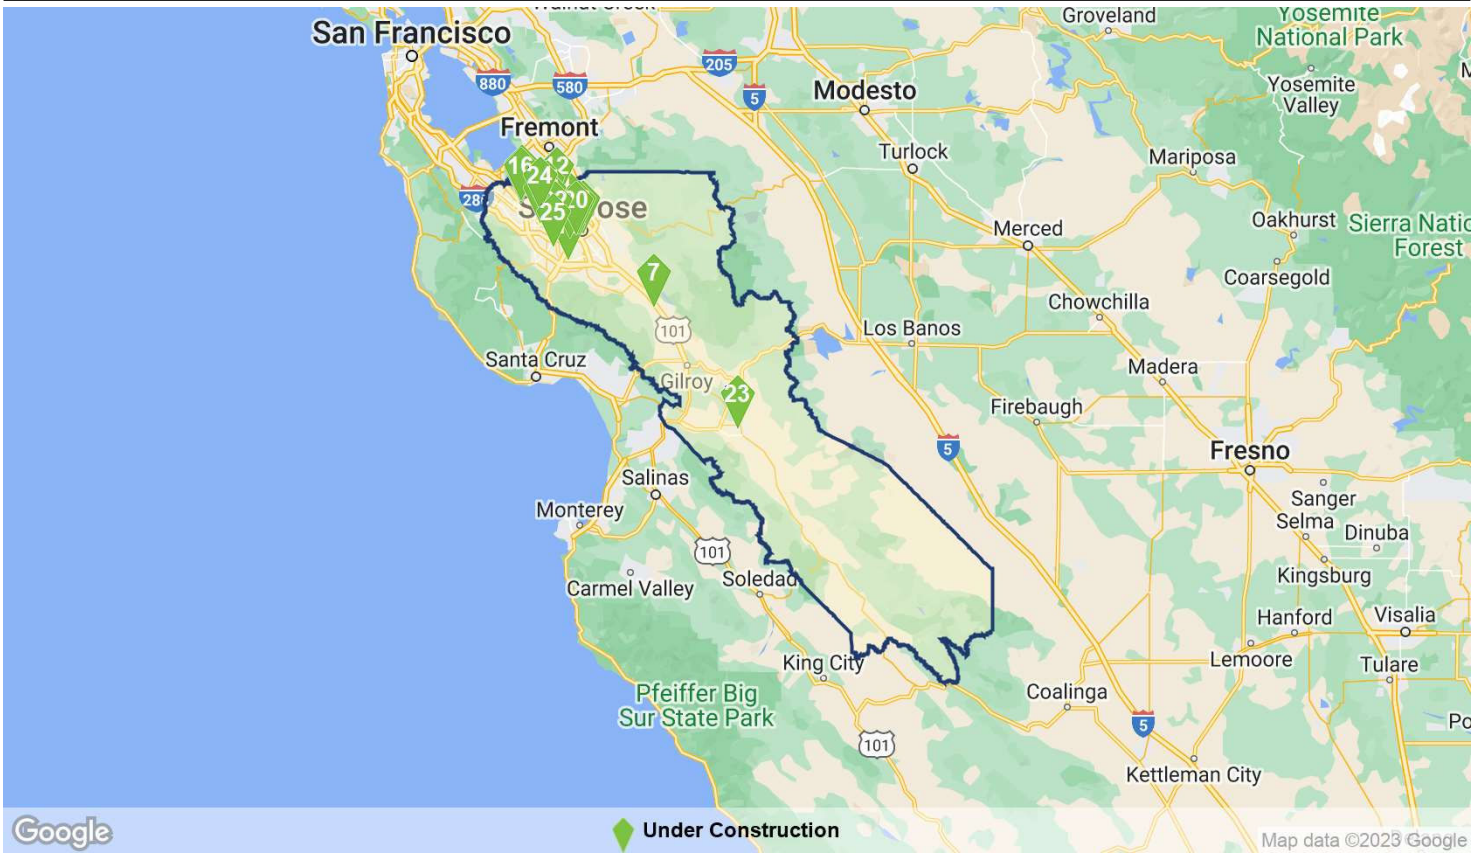 Groveland
Yosemite
National Park
San Francisco
205
880
580
5
Modesto
Yosemite
Valley
Fremont
Turlock
Mariposa
16
12
24
280
20
25
ose
Oakhurst
Merced
Sierra Natio
Forest
7
Coarsegold
Chowchilla
101
Los Banos
Santa Cruz
Gilroy
Madera
23
Firebaugh
5
Fresno
Salinas
Sanger
Monterey
Selma
Dinuba
101
Soledad
Carmel Valley
Kingsburg
Hanford
Visalia
King City
Lemoore
Tulare
Pfeiffer Big
Sur State Park
Coalinga
5
Po
101
Kettleman City
Google
Under Construction
Map data ©2023 Google